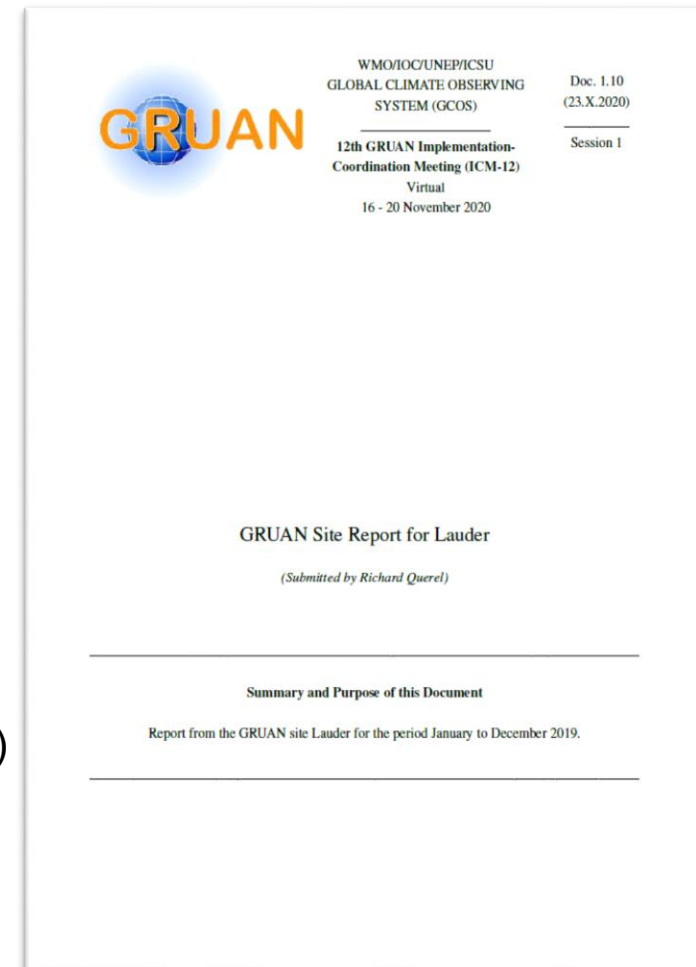 GRUAN
WMO/IOC/UNEP/ICSU
GLOBAL CLIMATE OBSERVING
SYSTEM (GCOS)
12th GRUAN Implementation-
Coordination Meeting (ICM-12)
Virtual
16 - 20 November 2020
Doc. 1.10
(23.X.2020)
Session 1
GRUAN Site Report for Lauder
(Submitted by Richard Querel)
Summary and Purpose of this Document
)
Report from the GRUAN site Lauder for the period January to December 2019.